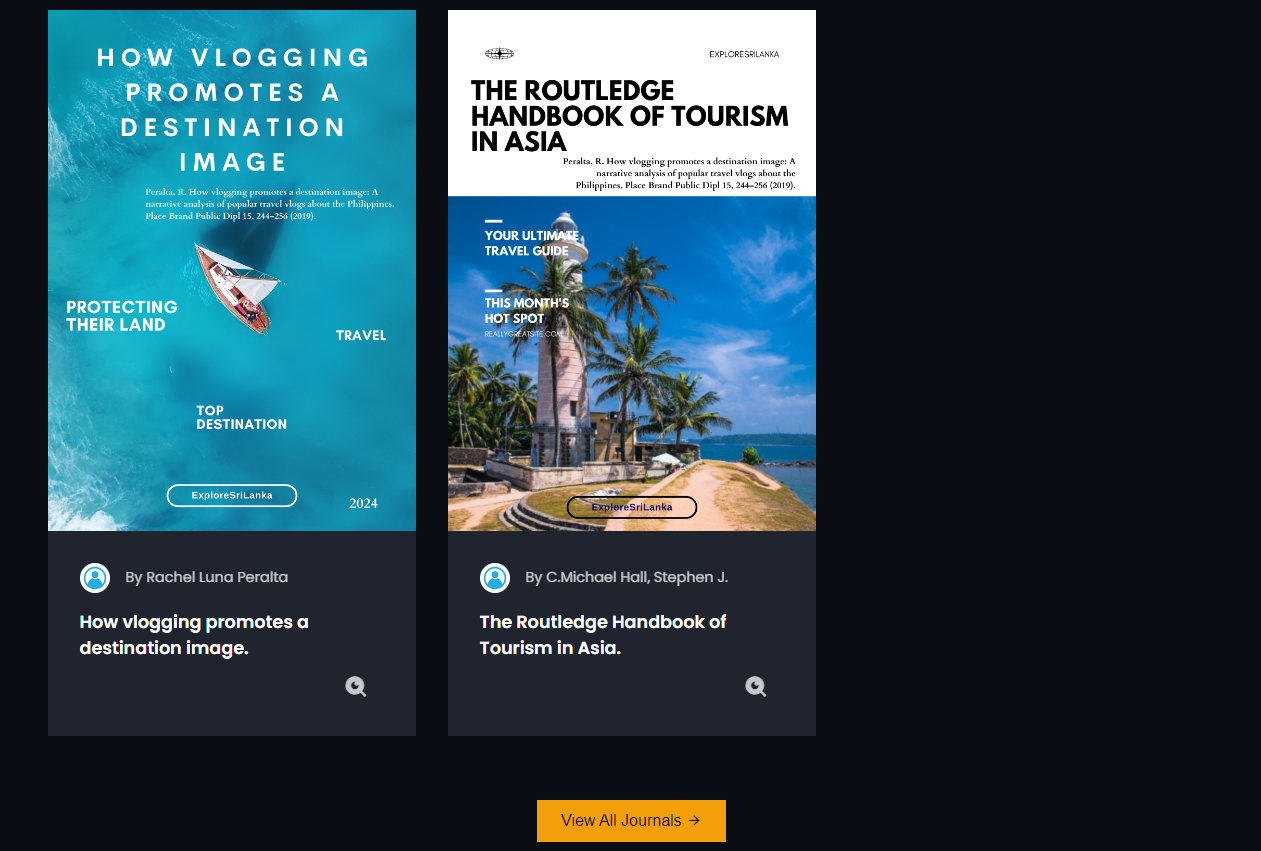 HOW VLOGGING
PROMOTES A
DESTINATION
IMAGE
Peralta, R. How vlogging promotes a destination image: A
narrative analysis of popular travel vlogs about the Philippines.
Place Brand Public Dipl 15, 244–256 (2019).
PROTECTING
THEIR LAND
TRAVEL
TOP
DESTINATION
ExploreSriLanka
2024
By Rachel Luna Peralta
How vlogging promotes a
destination image.
EXPLORESRILANKA
THE ROUTLEDGE
HANDBOOK OF TOURISM
IN ASIA
Peralta, R. How vlogging promotes a destination image: A
narrative analysis of popular travel vlogs about the
Philippines. Place Brand Public Dipl 15, 244–256 (2019).
YOUR ULTIMATE
TRAVEL GUIDE
THIS MONTH'S
HOT SPOT
REALLYGREATSITE.COM
ExploreSriLanka
By C.Michael Hall, Stephen J.
The Routledge Handbook of
Tourism in Asia.
View All Journals →